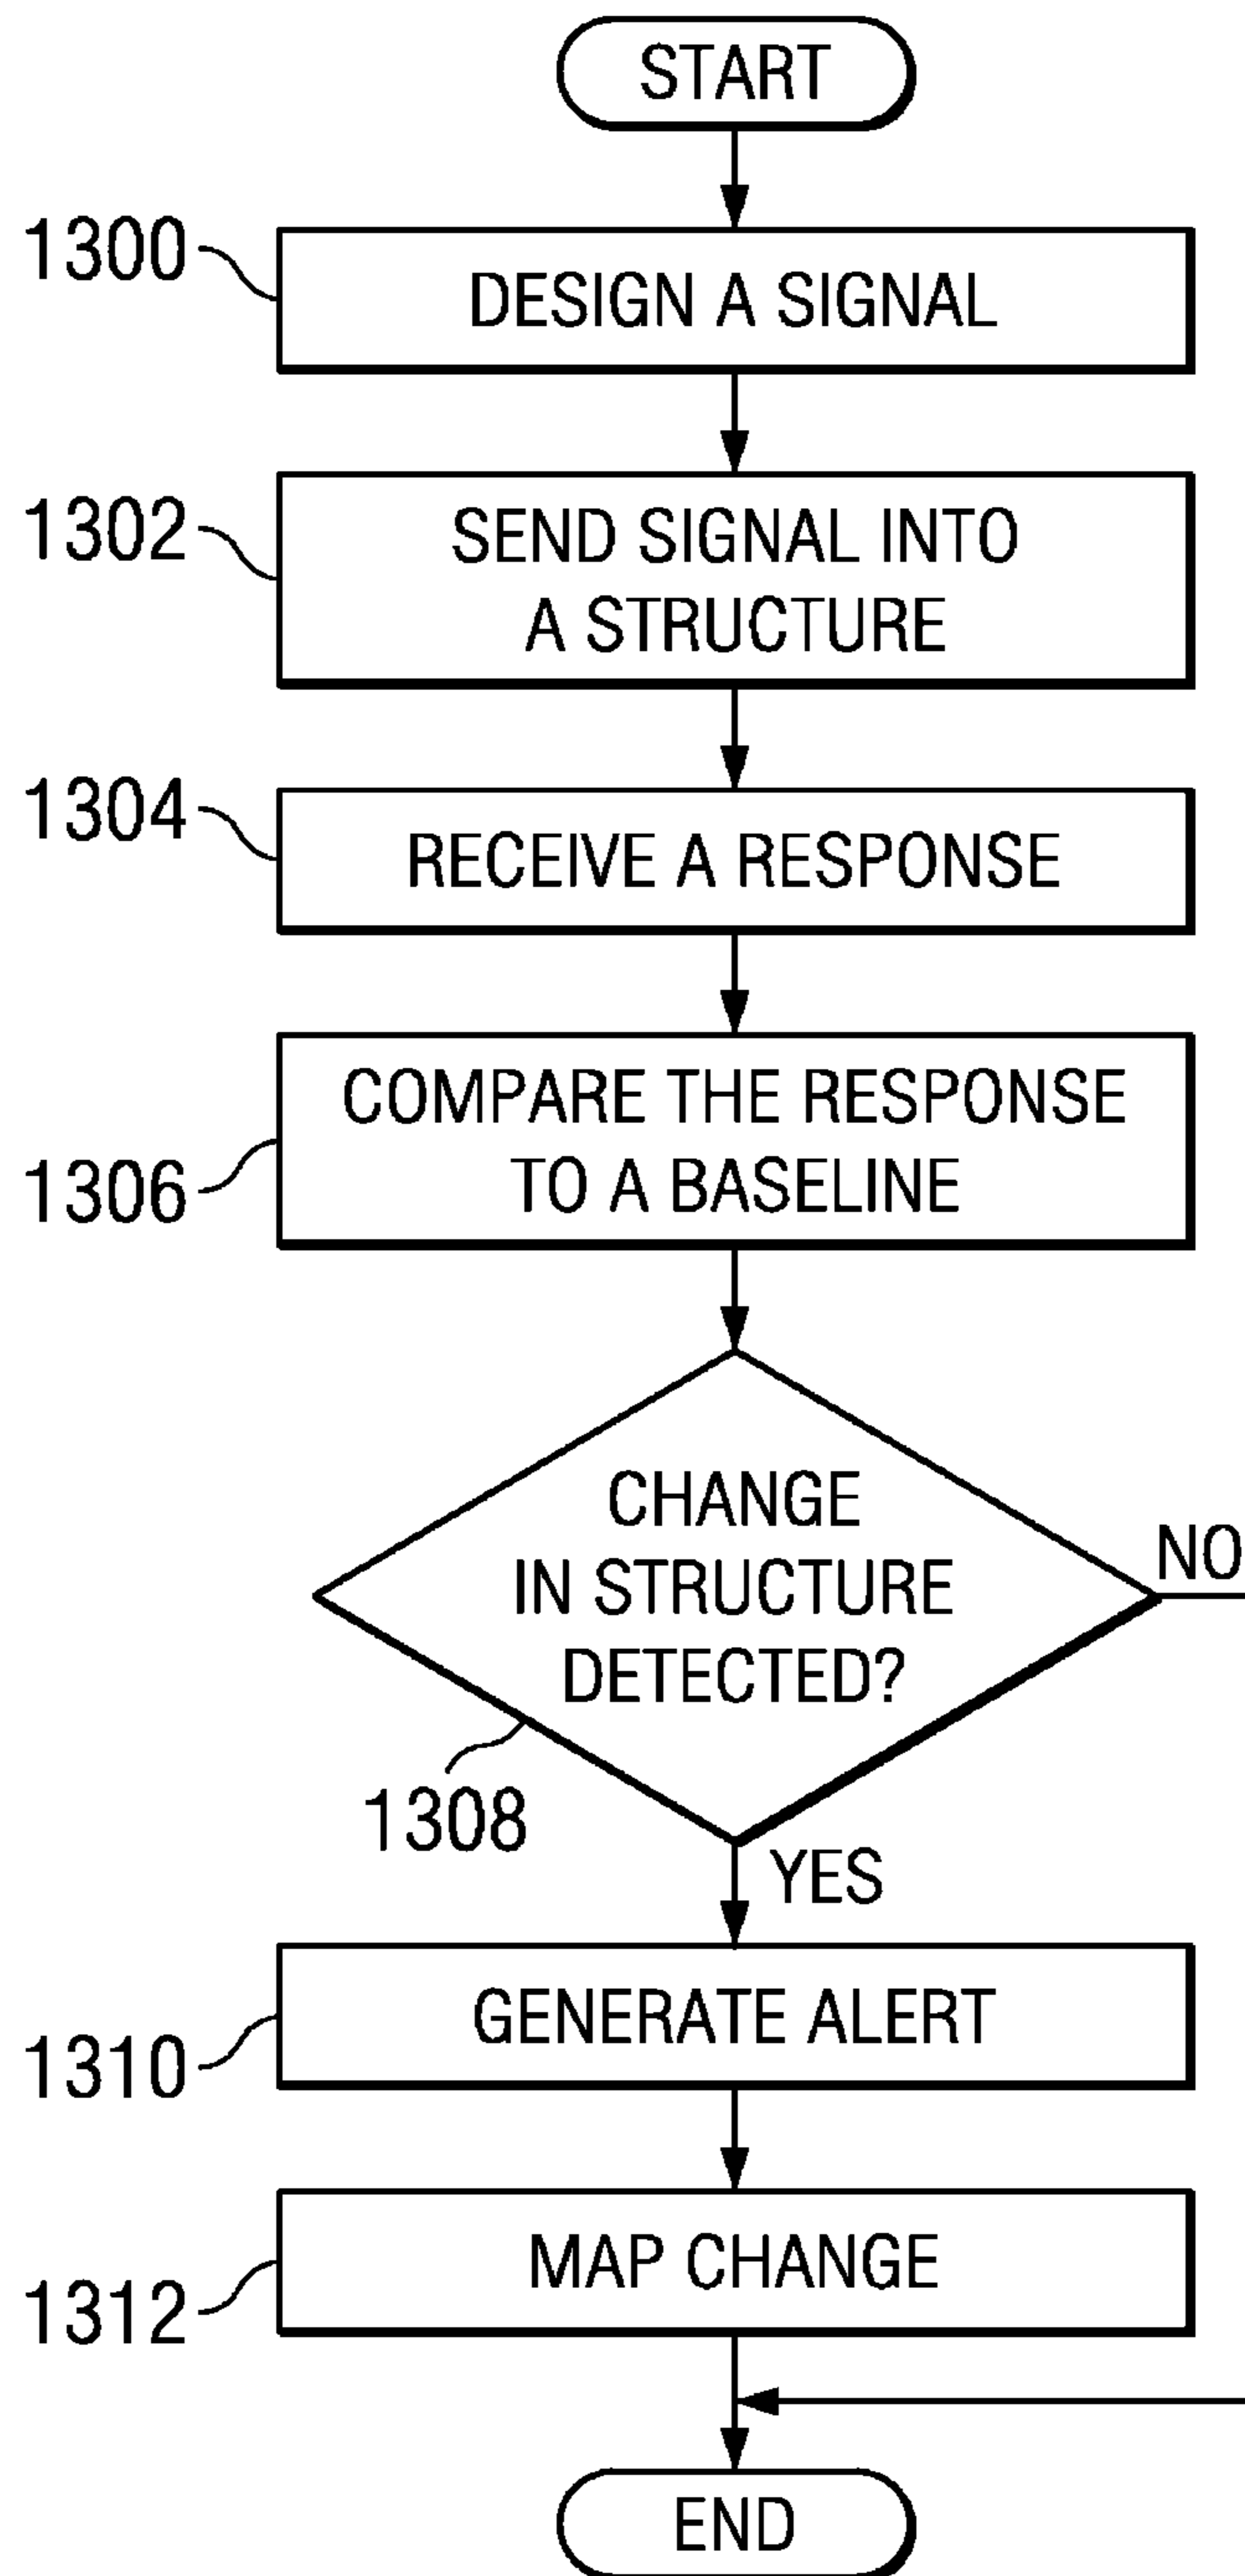 START
1300
DESIGN A SIGNAL
1302
SEND SIGNAL INTO
A STRUCTURE
1304
RECEIVE A RESPONSE
1306
COMPARE THE RESPONSE
TO A BASELINE
CHANGE
IN STRUCTURE
DETECTED?
NO
1308
YES
1310
GENERATE ALERT
1312
MAP CHANGE
END